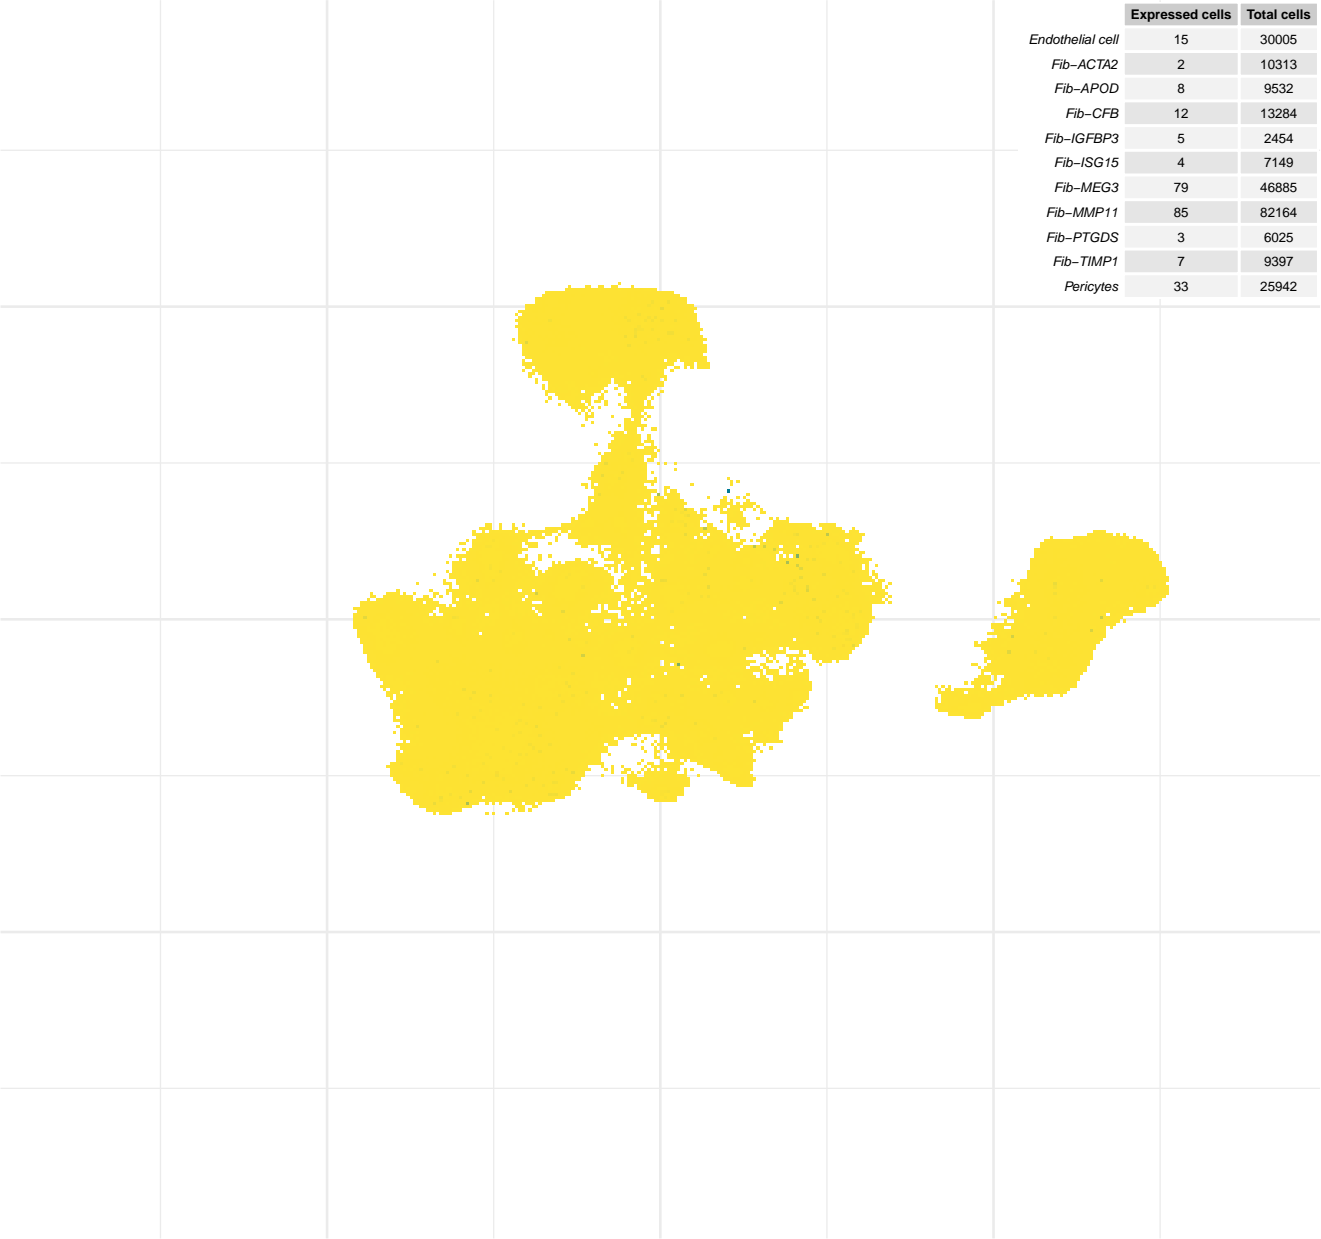 Expressed cells Total cells
Endothelial cell 15 30005
Fib−ACTA2 2 10313
Fib−APOD 8 9532
Fib−CFB 12 13284
Fib−IGFBP3 5 2454
Fib−ISG15 4 7149
Fib−MEG3 79 46885
Fib−MMP11 85 82164
Fib−PTGDS 3 6025
Fib−TIMP1 7 9397
Pericytes 33 25942